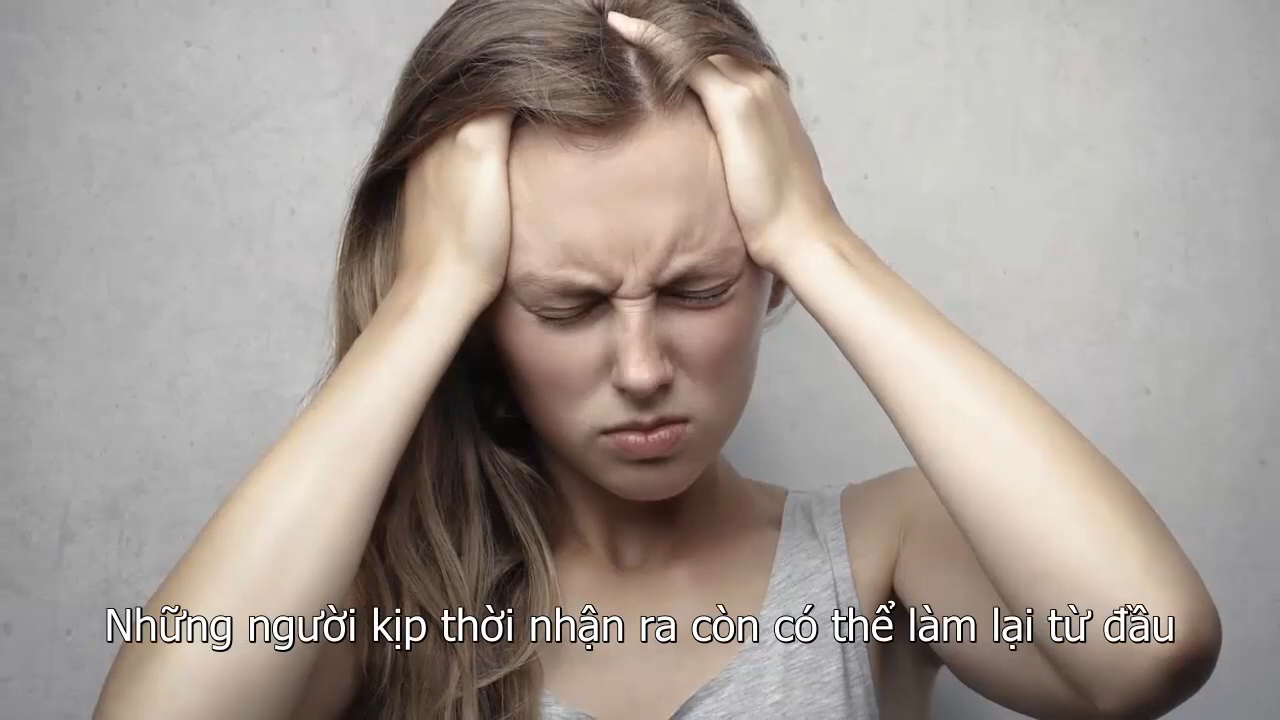 Những người kịp thời nhận ra còn có thể làm lại từ đầu